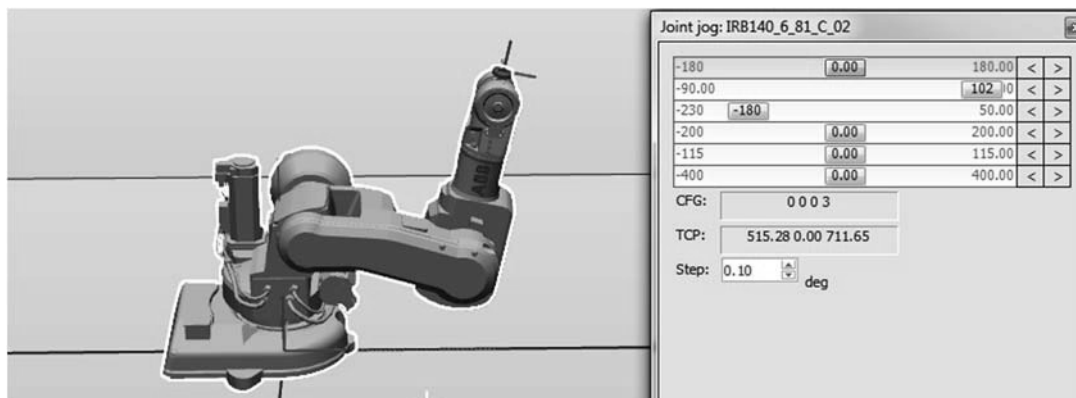 Joint jog: IRB140_6_81_C_02
-180 0.00 180.00 < >
-90.00 102 00 < >
-230 -180 50.00 < >
-200 0.00 200.00 < >
-115 0.00 115.00 < >
-400 0.00 400.00 < >
CFG: 0 0 0 3
TCP: 515.28 0.00 711.65
Step: 0.10 deg
ABB